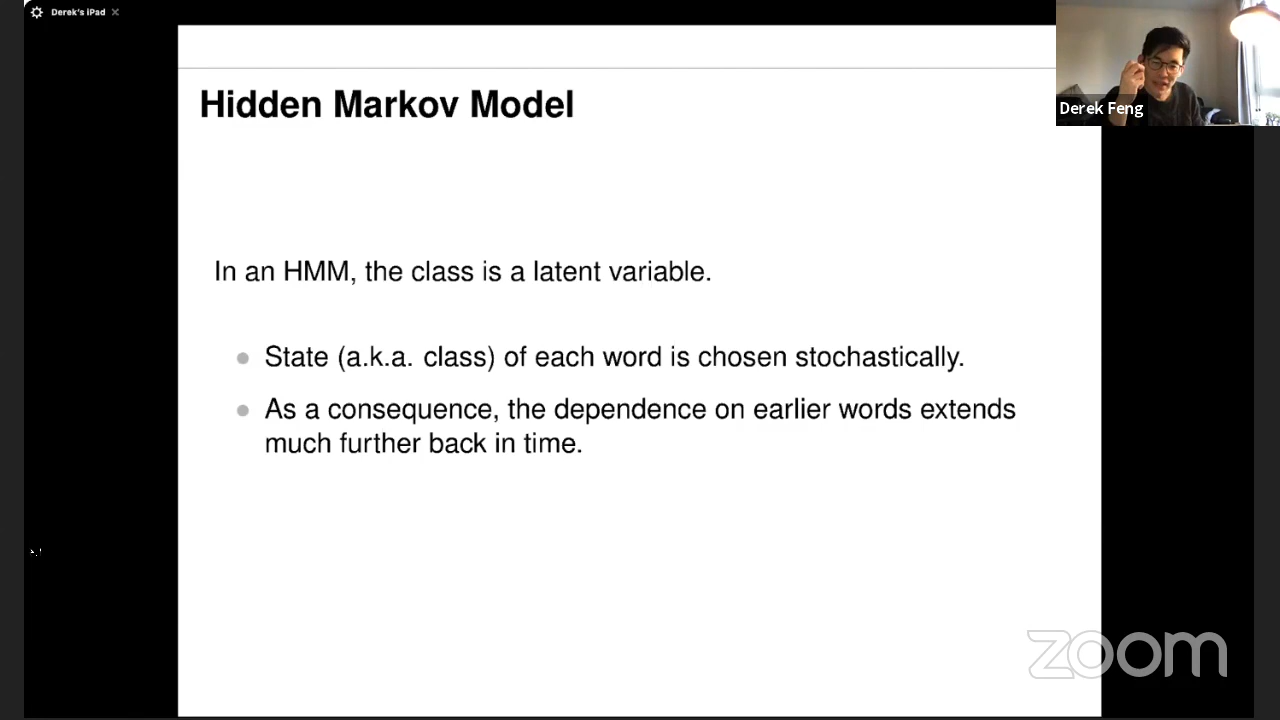 Derek's iPad
Derek Feng
Hidden Markov Model
In an HMM, the class is a latent variable.
State (a.k.a. class) of each word is chosen stochastically.
As a consequence, the dependence on earlier words extends
much further back in time.
zoom